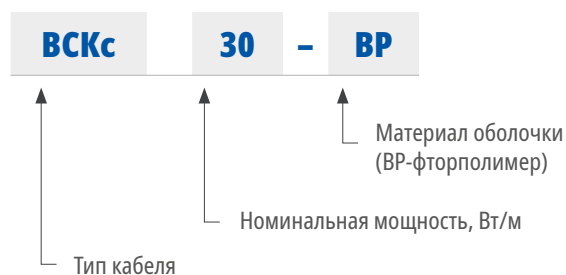 ВСКс 30 – ВР
Материал оболочки
(ВР-фторполимер)
Номинальная мощность, Вт/м
Тип кабеля